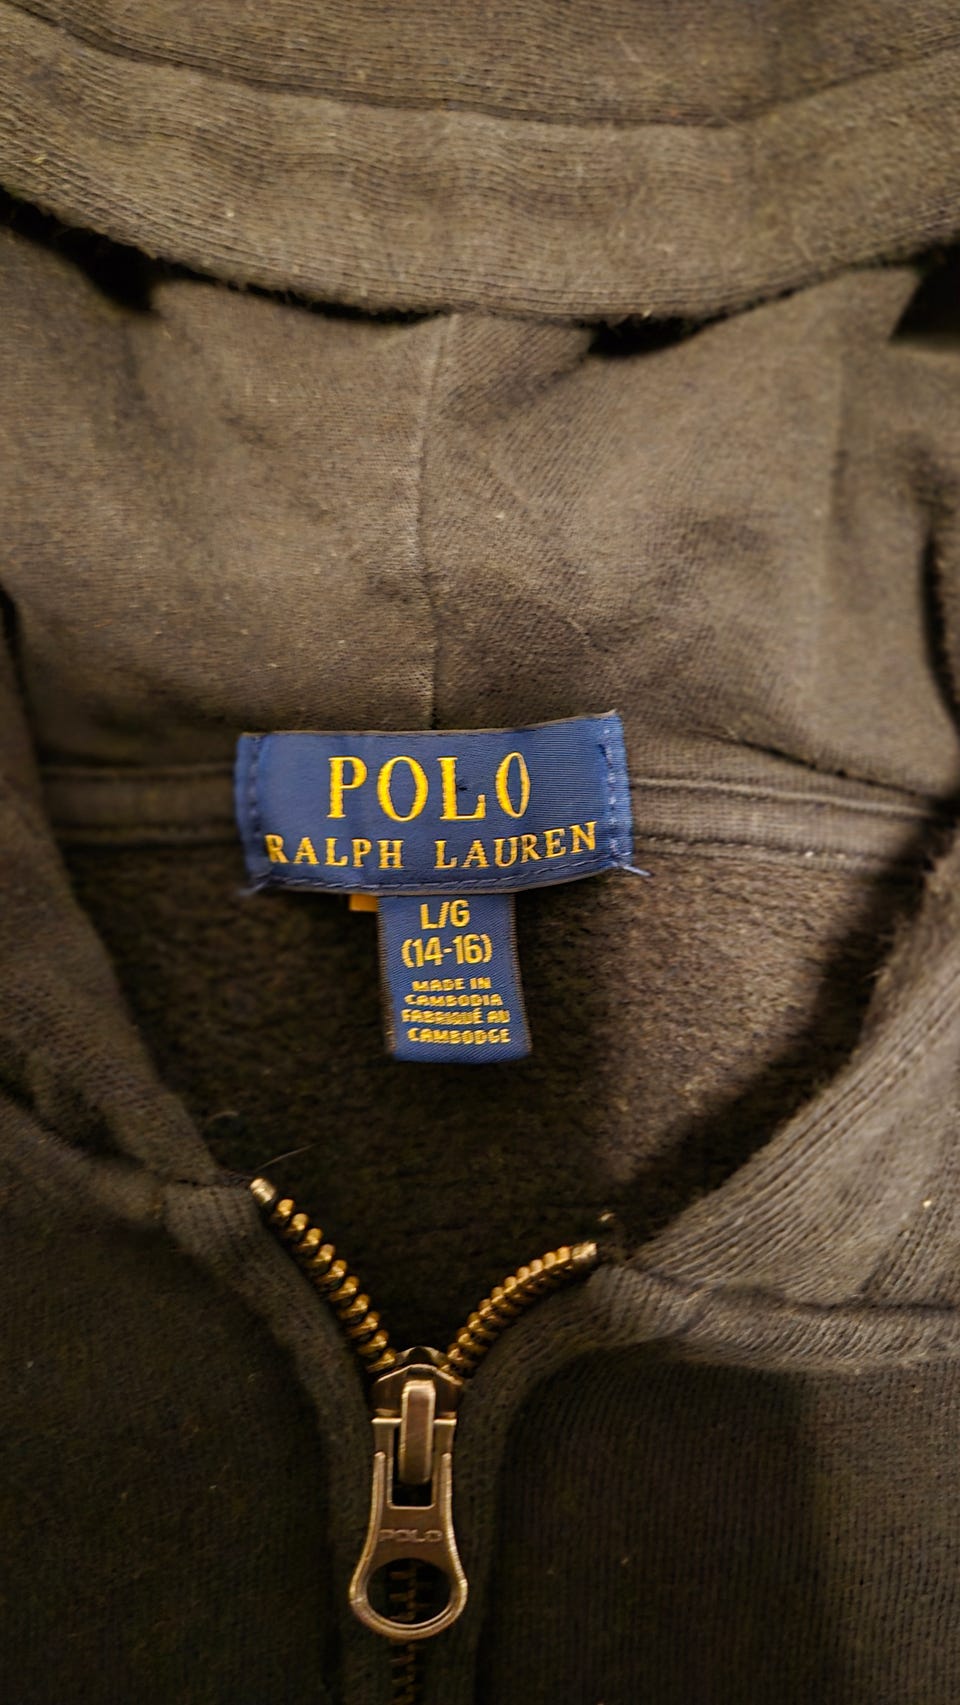 POLO
RALPH LAUREN
L/G
(14-16)
MADE IN
CAMBODIA
FABRIQUÉ AU
CAMBODGE
POLO